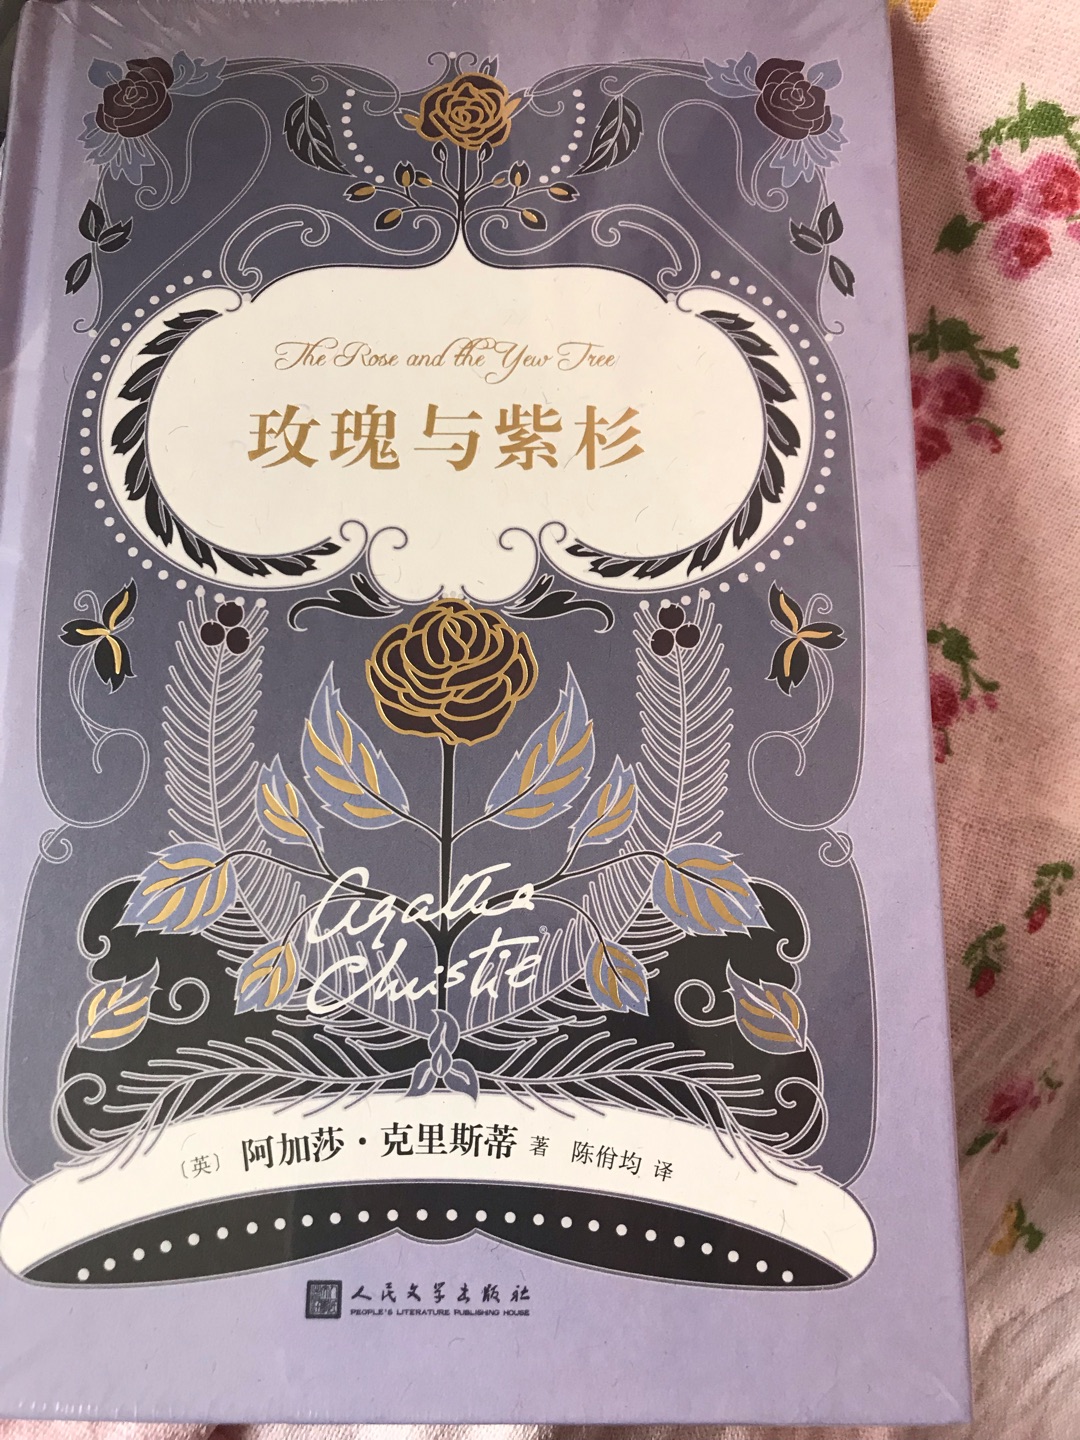 The Rose and the Yew Tree
玫瑰与紫杉
Agatha
Christie®
〔英〕阿加莎·克里斯蒂 著 陈佾均 译
人民文学出版社
PEOPLE'S LITERATURE PUBLISHING HOUSE